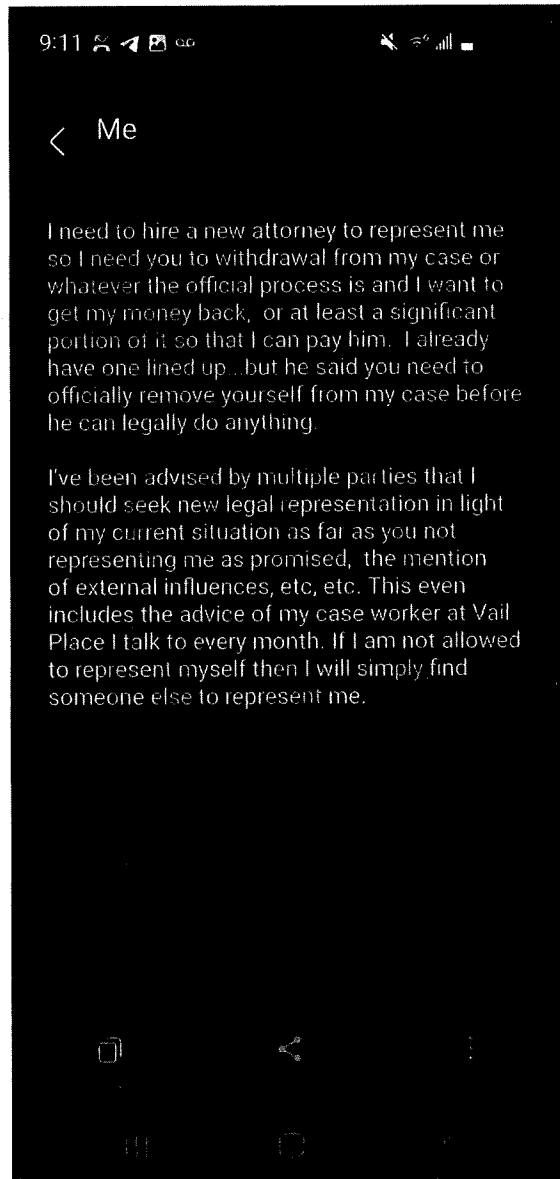 9:11
Me
I need to hire a new attorney to represent me
so I need you to withdrawal from my case or
whatever the official process is and I want to
get my money back,  or at least a significant
portion of it so that I can pay him.  I already
have one lined up...but he said you need to
officially remove yourself from my case before
he can legally do anything.
I've been advised by multiple parties that I
should seek new legal representation in light
of my current situation as far as you not
representing me as promised,  the mention
of external influences, etc, etc. This even
includes the advice of my case worker at Vail
Place I talk to every month. If I am not allowed
to represent myself then I will simply find
someone else to represent me.